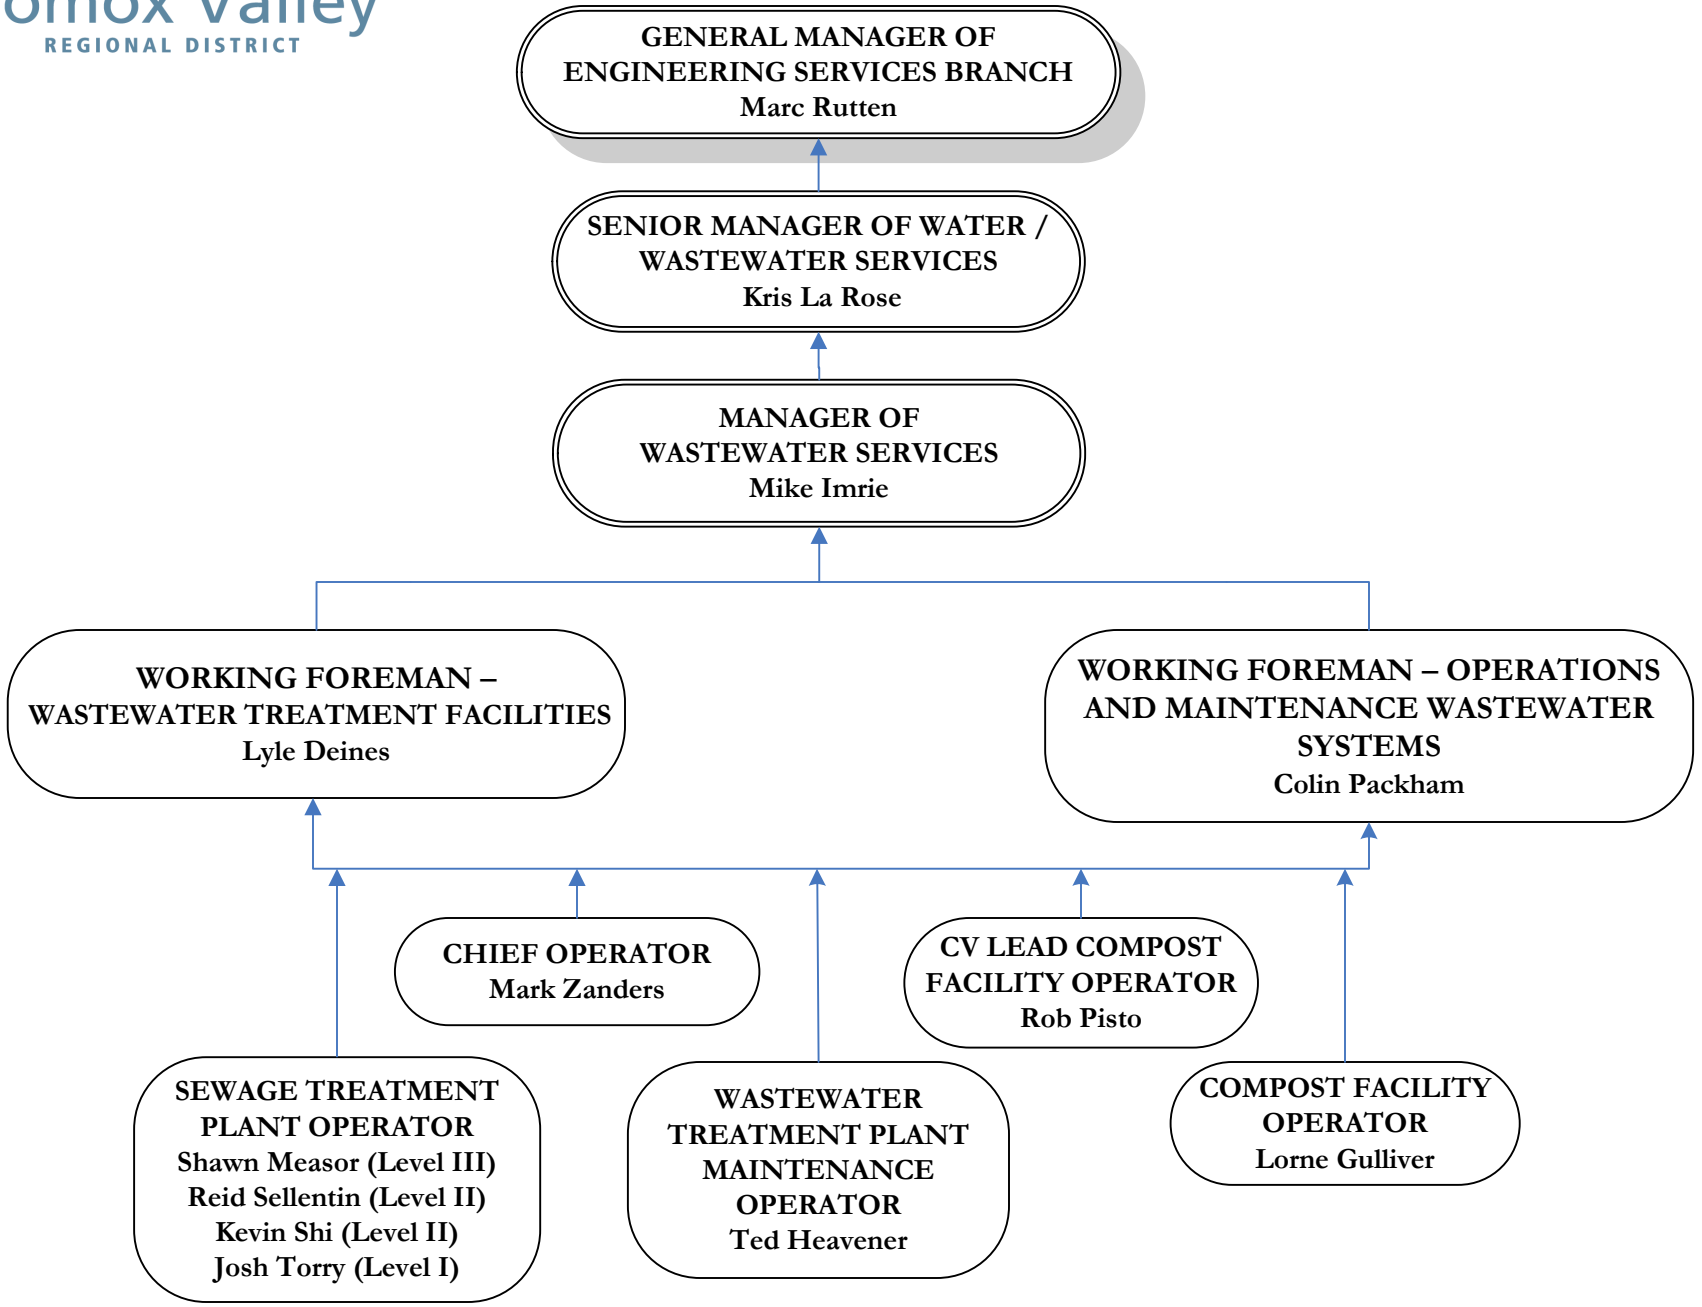 omox Valley
REGIONAL DISTRICT
GENERAL MANAGER OF
ENGINEERING SERVICES BRANCH
Marc Rutten
SENIOR MANAGER OF WATER /
WASTEWATER SERVICES
Kris La Rose
MANAGER OF
WASTEWATER SERVICES
Mike Imrie
WORKING FOREMAN –
WASTEWATER TREATMENT FACILITIES
Lyle Deines
WORKING FOREMAN – OPERATIONS
AND MAINTENANCE WASTEWATER
SYSTEMS
Colin Packham
CHIEF OPERATOR
Mark Zanders
CV LEAD COMPOST
FACILITY OPERATOR
Rob Pisto
SEWAGE TREATMENT
PLANT OPERATOR
Shawn Measor (Level III)
Reid Sellentin (Level II)
Kevin Shi (Level II)
Josh Torry (Level I)
WASTEWATER
TREATMENT PLANT
MAINTENANCE
OPERATOR
Ted Heavener
COMPOST FACILITY
OPERATOR
Lorne Gulliver